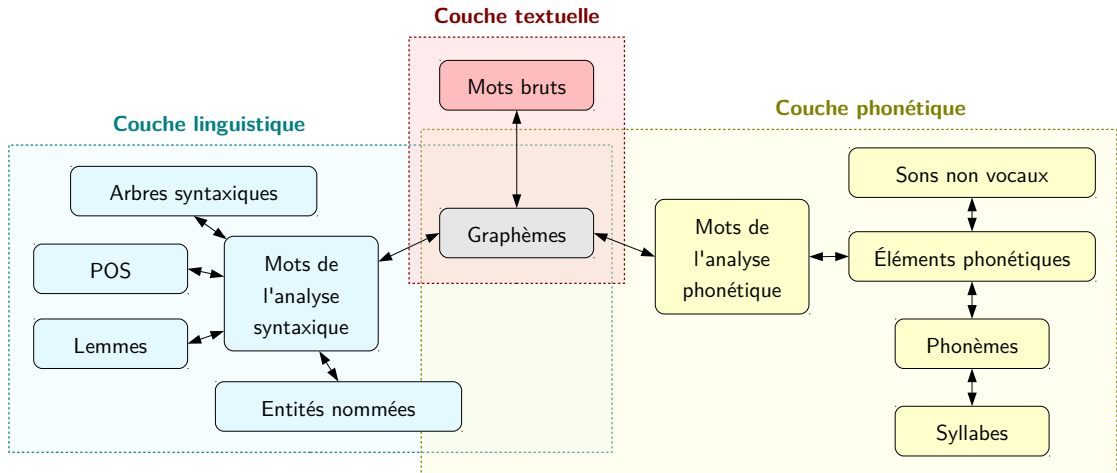 Couche textuelle
Mots bruts
Graphèmes
Couche linguistique
Arbres syntaxiques
POS
Lemmes
Mots de
l'analyse
syntaxique
Entités nommées
Couche phonétique
Mots de
l'analyse
phonétique
Sons non vocaux
Éléments phonétiques
Phonèmes
Syllabes